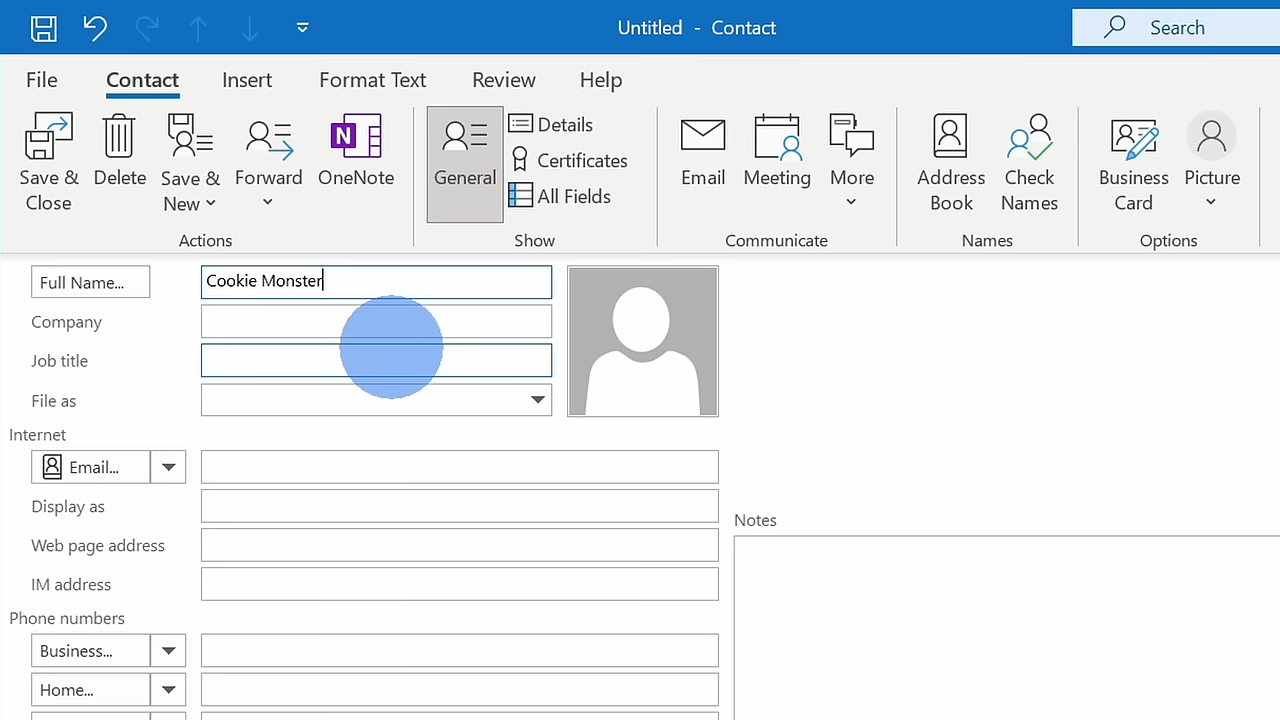 Untitled - Contact
Search
File Contact Insert Format Text Review Help
Save & Close
Delete
Save & New
Forward
N
OneNote
Actions
General
Details
Certificates
All Fields
Show
Email
Meeting
More
Communicate
Address Book
Check Names
Names
Business Card
Picture
Options
Full Name...
Cookie Monster
Company
Job title
File as
Internet
Email...
Display as
Web page address
IM address
Notes
Phone numbers
Business...
Home...